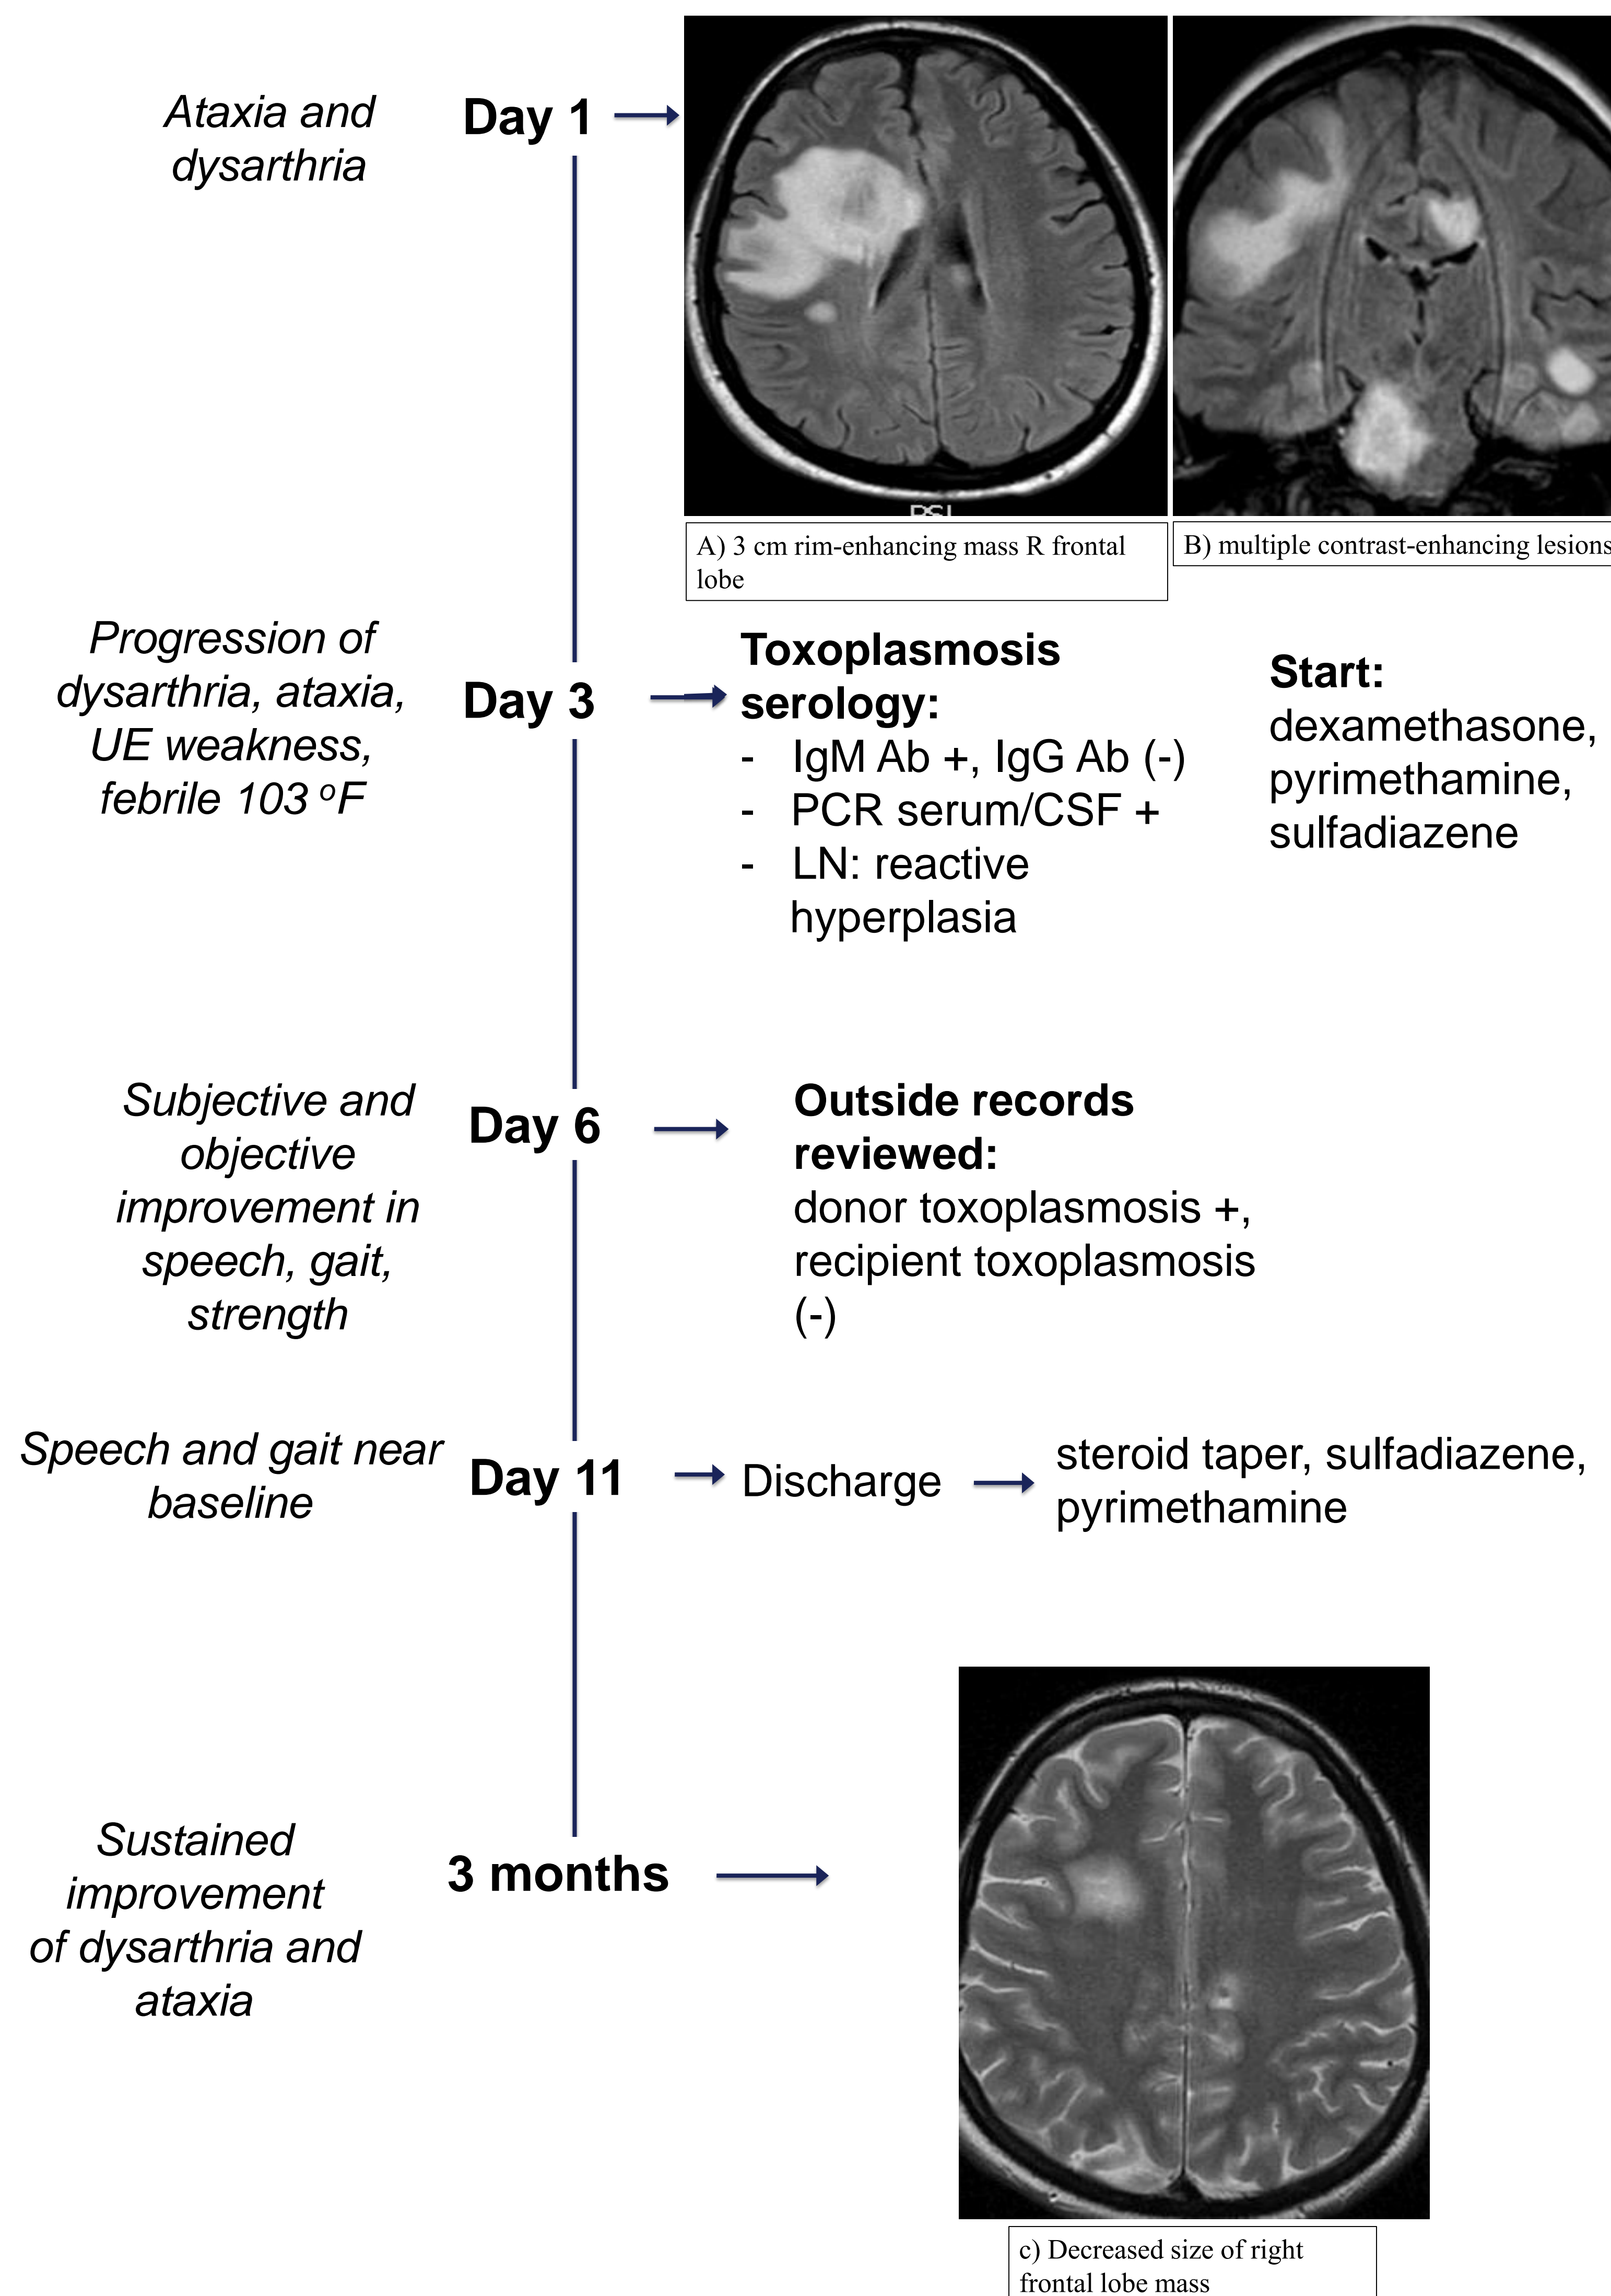 Ataxia and
dysarthria
Day 1
PSL
A) 3 cm rim-enhancing mass R frontal
lobe
B) multiple contrast-enhancing lesions
Progression of
dysarthria, ataxia,
UE weakness,
febrile 103 ºF
Day 3
Toxoplasmosis
serology:
- IgM Ab +, IgG Ab (-)
- PCR serum/CSF +
- LN: reactive
hyperplasia
Start:
dexamethasone,
pyrimethamine,
sulfadiazene
Subjective and
objective
improvement in
speech, gait,
strength
Day 6
Outside records
reviewed:
donor toxoplasmosis +,
recipient toxoplasmosis
(-)
Speech and gait near
baseline
Day 11
Discharge
steroid taper, sulfadiazene,
pyrimethamine
Sustained
improvement
of dysarthria and
ataxia
3 months
c) Decreased size of right
frontal lobe mass